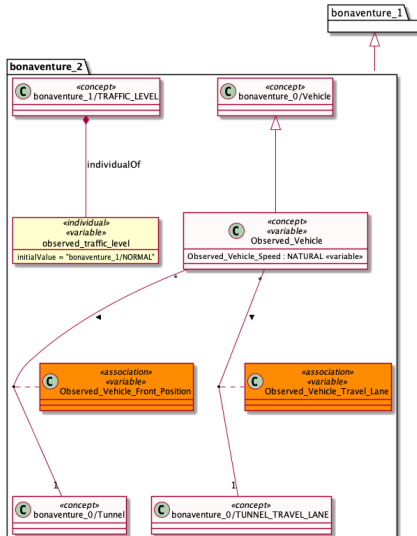 bonaventure_1
bonaventure_2
C «concept»
bonaventure_1/TRAFFIC_LEVEL
C «concept»
bonaventure_0/Vehicle
individualOf
«individual»
«variable»
observed_traffic_level
initialValue = "bonaventure_1/NORMAL"
C «concept»
«variable»
Observed_Vehicle
Observed_Vehicle_Speed : NATURAL «variable»
*
*
C «association»
«variable»
Observed_Vehicle_Front_Position
C «association»
«variable»
Observed_Vehicle_Travel_Lane
1
1
C «concept»
bonaventure_0/Tunnel
C «concept»
bonaventure_0/TUNNEL_TRAVEL_LANE